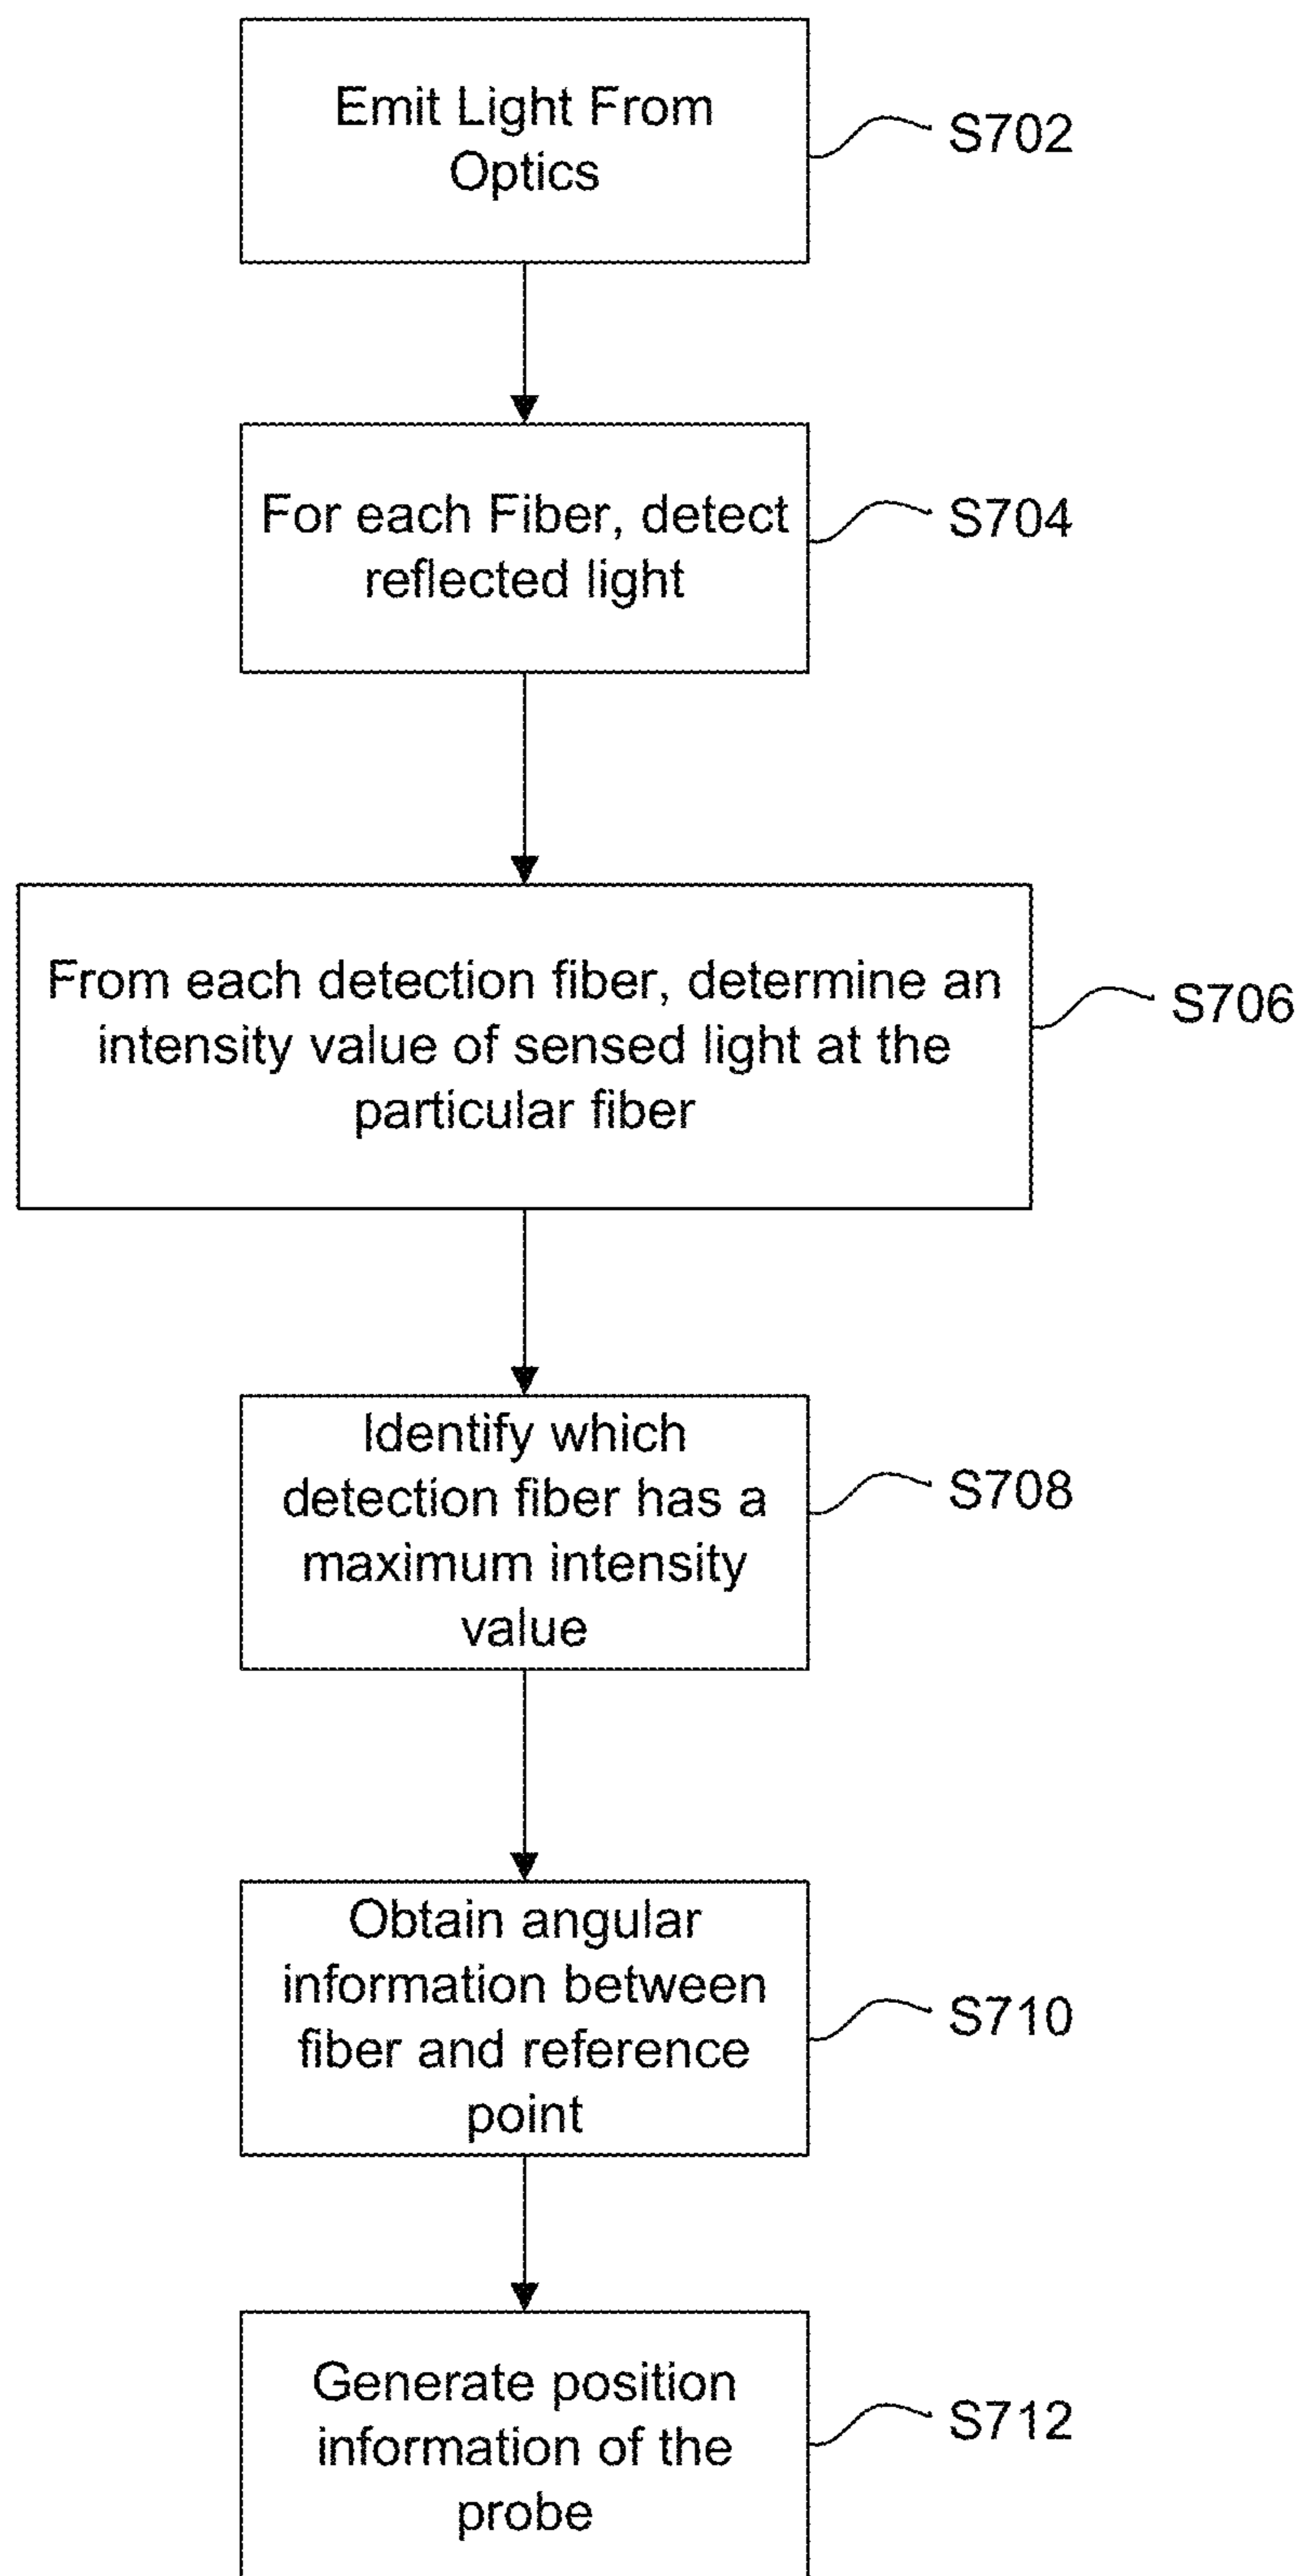 Emit Light From
Optics
S702
For each Fiber, detect
reflected light
S704
From each detection fiber, determine an
intensity value of sensed light at the
particular fiber
S706
Identify which
detection fiber has a
maximum intensity
value
S708
Obtain angular
information between
fiber and reference
point
S710
Generate position
information of the
probe
S712